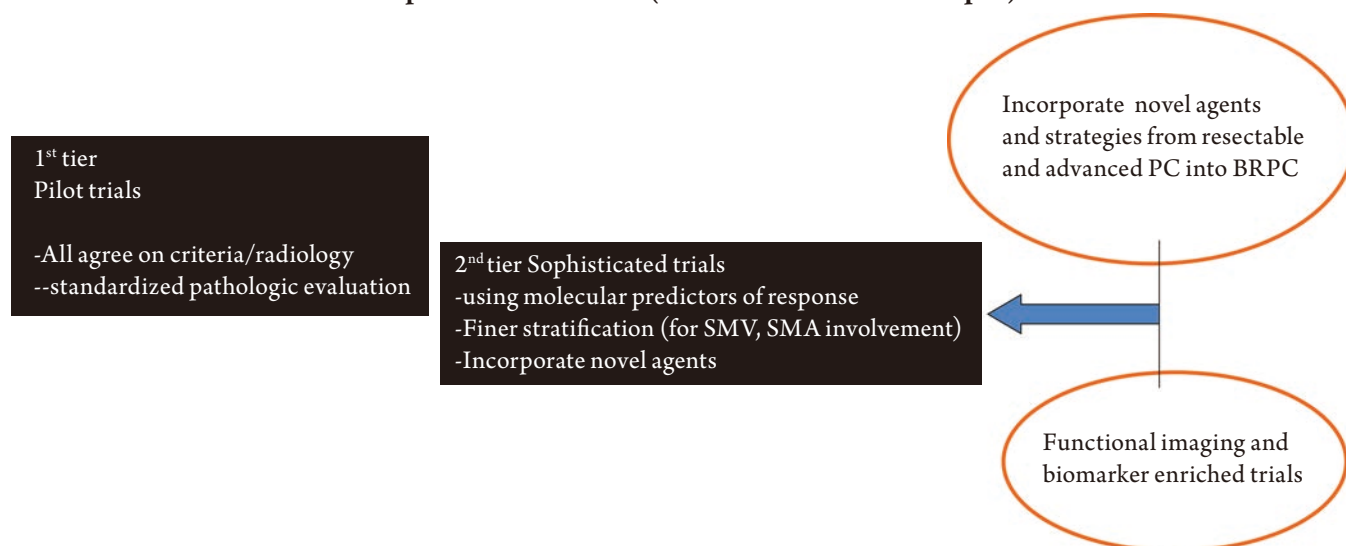 1st tier
Pilot trials
-All agree on criteria/radiology
--standardized pathologic evaluation
2nd tier Sophisticated trials
-using molecular predictors of response
-Finer stratification (for SMV, SMA involvement)
-Incorporate novel agents
Incorporate novel agents
and strategies from resectable
and advanced PC into BRPC
Functional imaging and
biomarker enriched trials